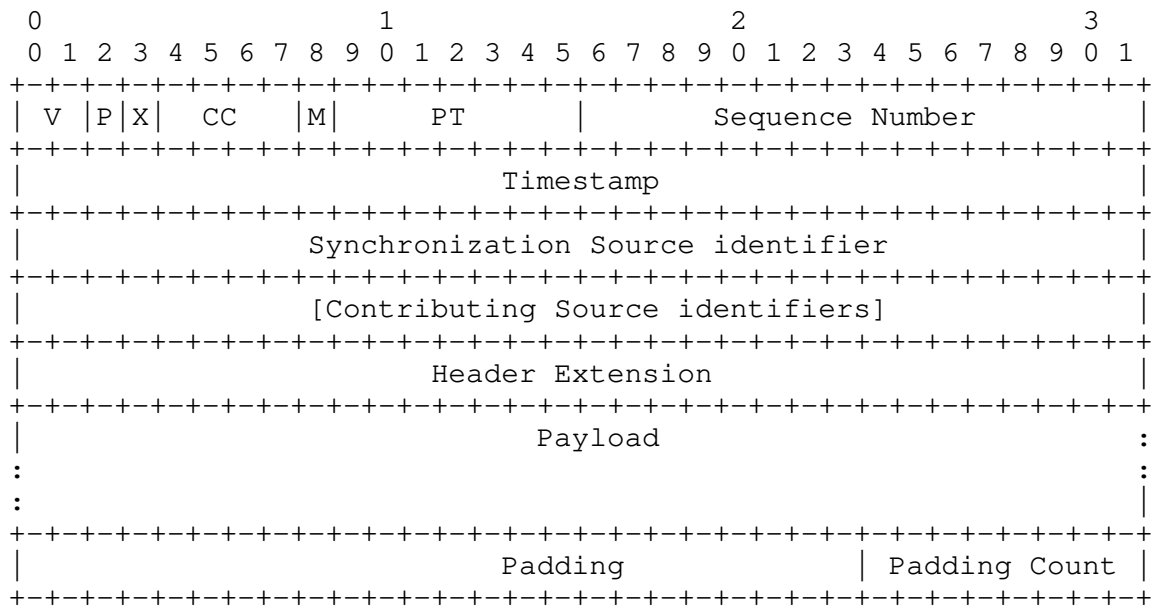 0                   1                   2                   3
 0 1 2 3 4 5 6 7 8 9 0 1 2 3 4 5 6 7 8 9 0 1 2 3 4 5 6 7 8 9 0 1
+-+-+-+-+-+-+-+-+-+-+-+-+-+-+-+-+-+-+-+-+-+-+-+-+-+-+-+-+-+-+-+-+
| V |P|X|  CC   |M|     PT      |       Sequence Number         |
+-+-+-+-+-+-+-+-+-+-+-+-+-+-+-+-+-+-+-+-+-+-+-+-+-+-+-+-+-+-+-+-+
|                           Timestamp                           |
+-+-+-+-+-+-+-+-+-+-+-+-+-+-+-+-+-+-+-+-+-+-+-+-+-+-+-+-+-+-+-+-+
|                Synchronization Source identifier              |
+-+-+-+-+-+-+-+-+-+-+-+-+-+-+-+-+-+-+-+-+-+-+-+-+-+-+-+-+-+-+-+-+
|                [Contributing Source identifiers]              |
+-+-+-+-+-+-+-+-+-+-+-+-+-+-+-+-+-+-+-+-+-+-+-+-+-+-+-+-+-+-+-+-+
|                       Header Extension                        |
+-+-+-+-+-+-+-+-+-+-+-+-+-+-+-+-+-+-+-+-+-+-+-+-+-+-+-+-+-+-+-+-+
|                             Payload                           :
:                                                               :
:                                                               |
+-+-+-+-+-+-+-+-+-+-+-+-+-+-+-+-+-+-+-+-+-+-+-+-+-+-+-+-+-+-+-+-+
|                           Padding             | Padding Count |
+-+-+-+-+-+-+-+-+-+-+-+-+-+-+-+-+-+-+-+-+-+-+-+-+-+-+-+-+-+-+-+-+